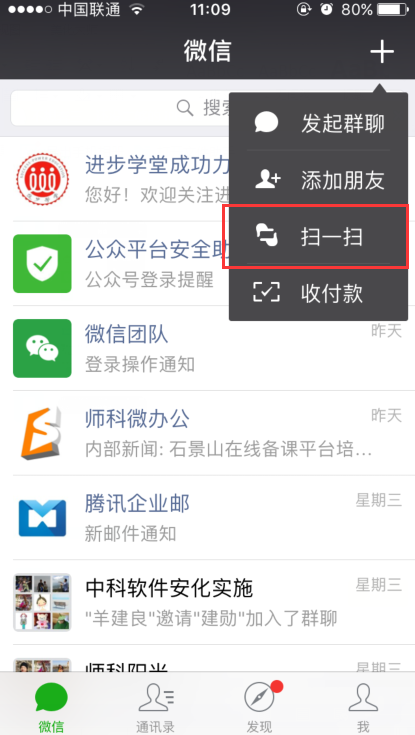 中国联通
11:09
80%
微信
搜
发起群聊
添加朋友
扫一扫
收付款
进步学堂成功力
您好！欢迎关注进
公众平台安全助
公众号登录提醒
微信团队
昨天
登录操作通知
师科微办公
昨天
内部新闻: 石景山在线备课平台培...
腾讯企业邮
星期三
新邮件通知
中科软件安化实施
星期三
"羊建良"邀请"建勋"加入了群聊
师科阳光
星期三
微信
通讯录
发现
我